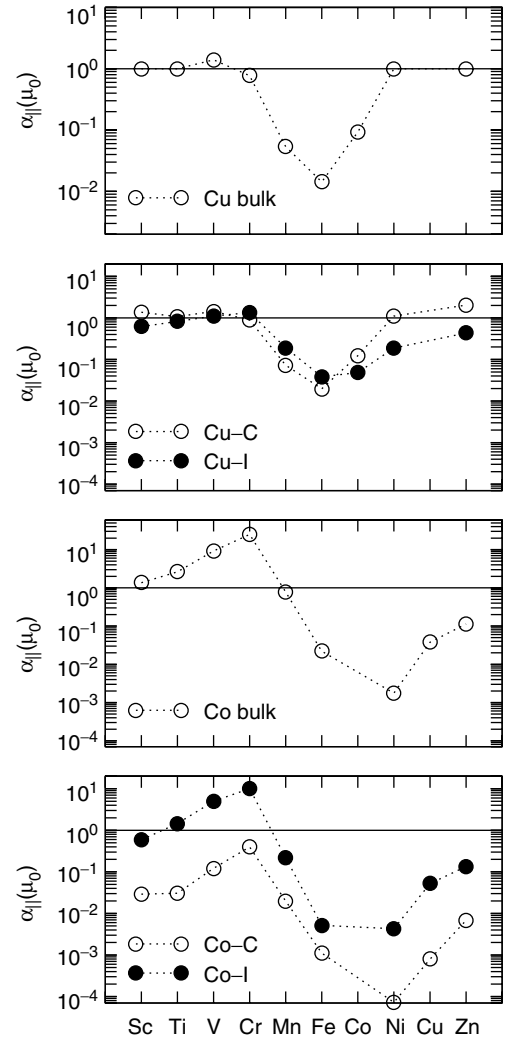 10¹
10⁰
10⁻¹
10⁻²
α||(μ₀)
Cu bulk
10¹
10⁰
10⁻¹
10⁻²
10⁻³
10⁻⁴
α||(μ₀)
Cu–C
Cu–I
10¹
10⁰
10⁻¹
10⁻²
10⁻³
10⁻⁴
α||(μ₀)
Co bulk
10¹
10⁰
10⁻¹
10⁻²
10⁻³
10⁻⁴
α||(μ₀)
Co–C
Co–I
Sc Ti V Cr Mn Fe Co Ni Cu Zn